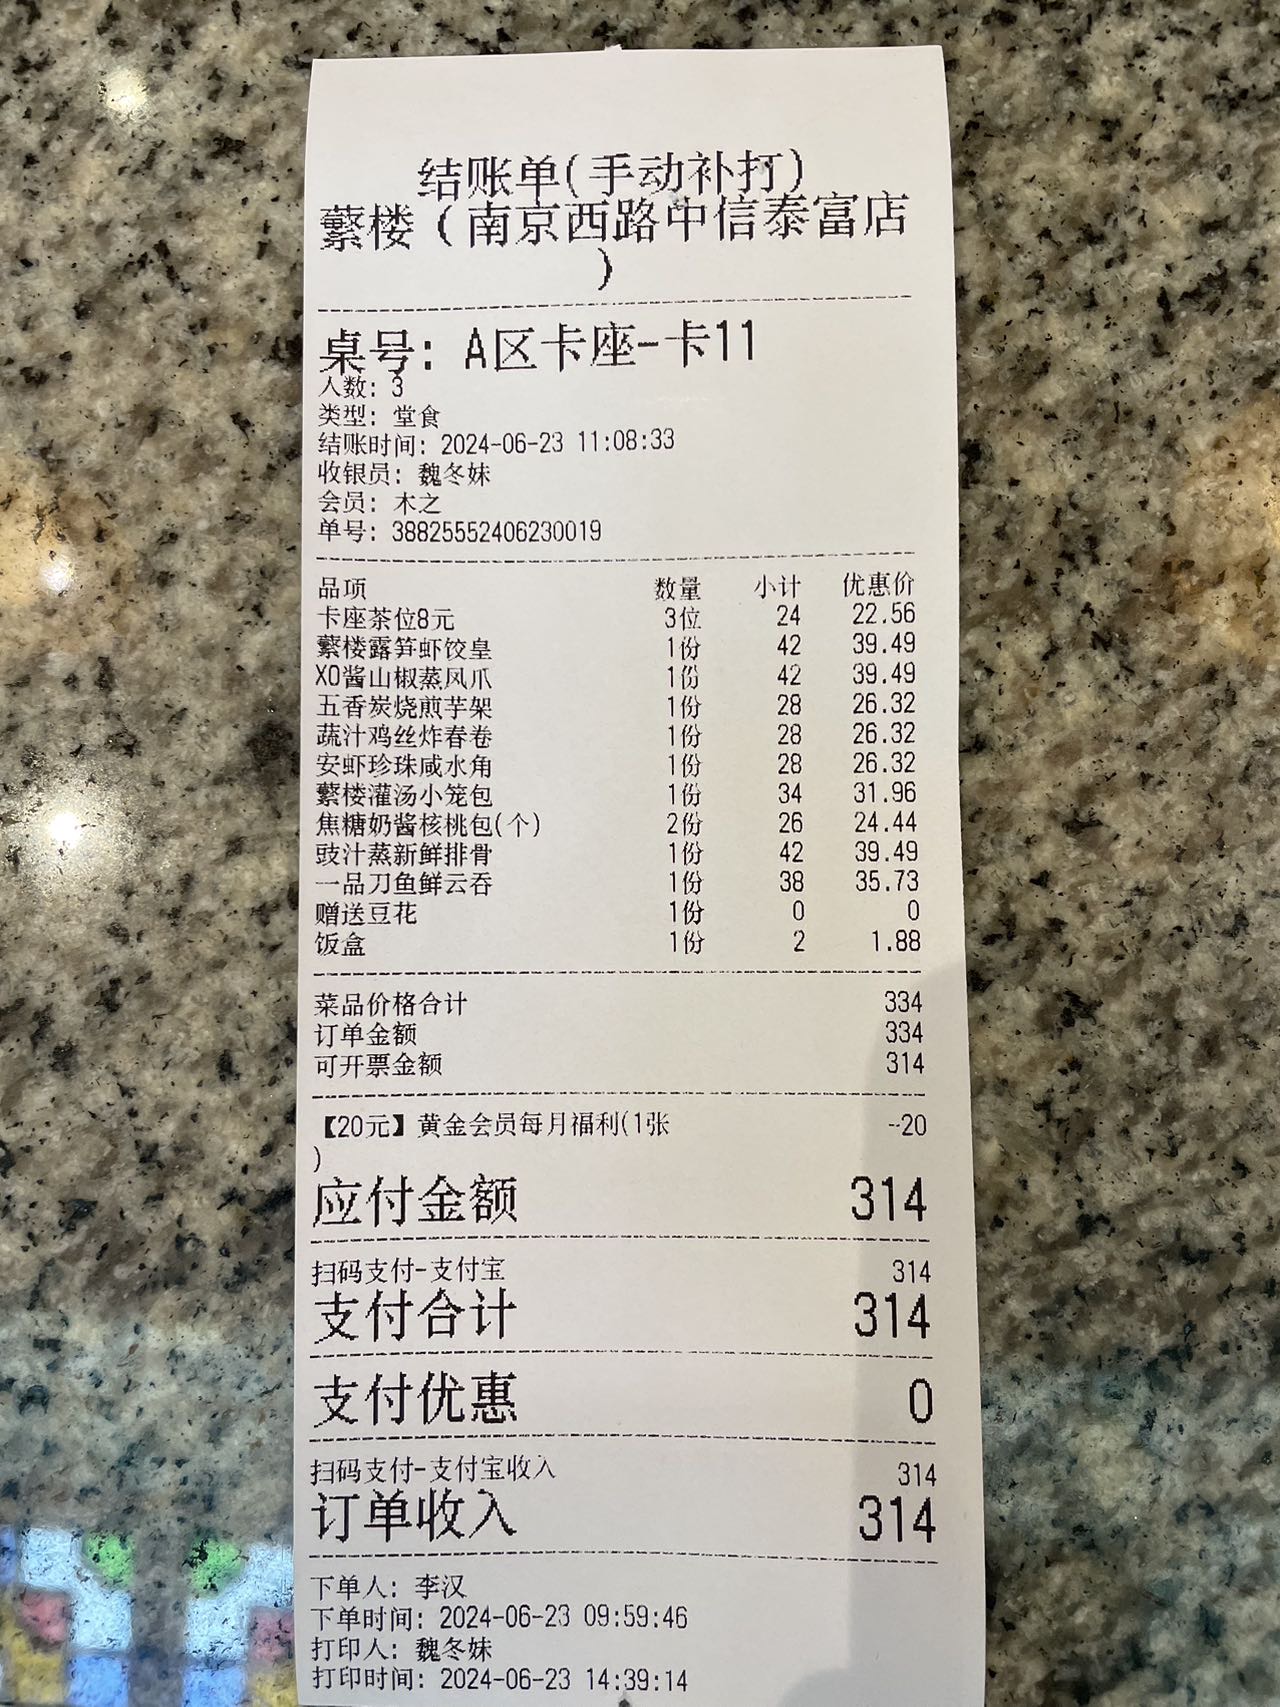 结账单(手动补打)
蘩楼（南京西路中信泰富店
）
桌号: A区卡座-卡11
人数: 3
类型: 堂食
结账时间: 2024-06-23 11:08:33
收银员: 魏冬妹
会员: 木之
单号: 38825552406230019
品项 数量 小计 优惠价
卡座茶位8元 3位 24 22.56
蘩楼露笋虾饺皇 1份 42 39.49
XO酱山椒蒸凤爪 1份 42 39.49
五香炭烧煎芋架 1份 28 26.32
蔬汁鸡丝炸春卷 1份 28 26.32
安虾珍珠咸水角 1份 28 26.32
蘩楼灌汤小笼包 1份 34 31.96
焦糖奶酱核桃包(个) 2份 26 24.44
豉汁蒸新鲜排骨 1份 42 39.49
一品刀鱼鲜云吞 1份 38 35.73
赠送豆花 1份 0 0
饭盒 1份 2 1.88
菜品价格合计 334
订单金额 334
可开票金额 314
【20元】黄金会员每月福利(1张 --20
)
应付金额 314
扫码支付-支付宝 314
支付合计 314
支付优惠 0
扫码支付-支付宝收入 314
订单收入 314
下单人: 李汉
下单时间: 2024-06-23 09:59:46
打印人: 魏冬妹
打印时间: 2024-06-23 14:39:14